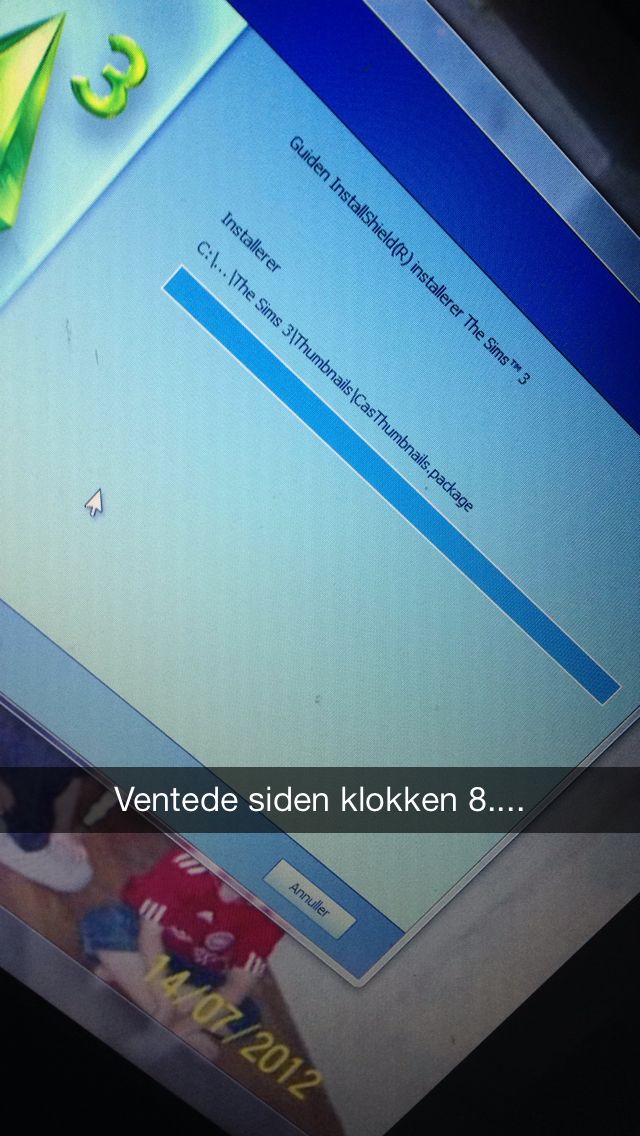 3
Guiden InstallShield(R) installerer The Sims™ 3
Installerer
C:\...\The Sims 3\Thumbnails\CasThumbnails.package
Ventede siden klokken 8....
Annuller
14/07/2012